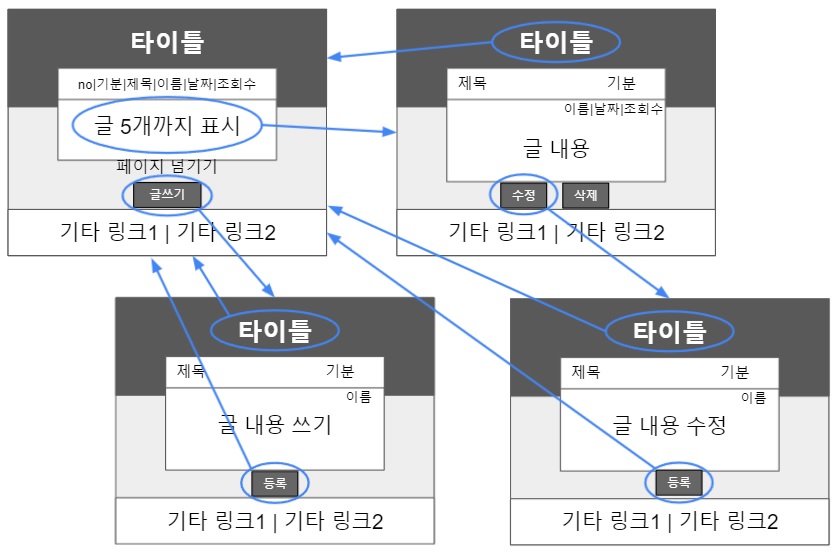 타이틀
no|기분|제목|이름|날짜|조회수
글 5개까지 표시
페이지 넘기기
글쓰기
기타 링크1 | 기타 링크2
타이틀
제목 기분
이름|날짜|조회수
글 내용
수정 삭제
기타 링크1 | 기타 링크2
타이틀
제목 기분
이름
글 내용 쓰기
등록
기타 링크1 | 기타 링크2
타이틀
제목 기분
이름
글 내용 수정
등록
기타 링크1 | 기타 링크2